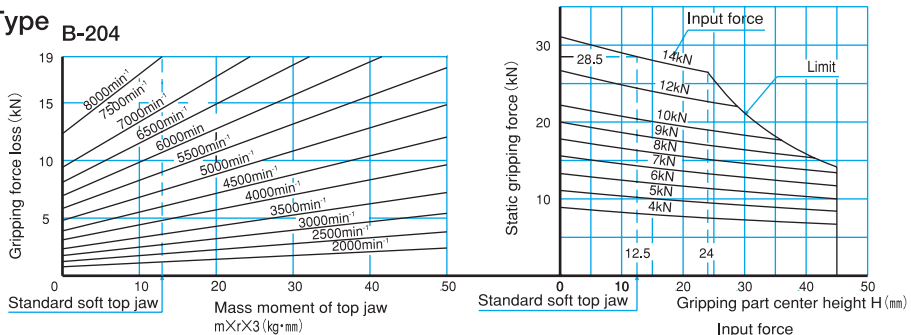 Type B-204
Gripping force loss (kN)
19
15
10
5
0
10
20
30
40
50
8000min⁻¹
7500min⁻¹
7000min⁻¹
6500min⁻¹
6000min
5500min⁻¹
5000min⁻¹
4500min⁻¹
4000min⁻¹
3500min⁻¹
3000min⁻¹
2500min⁻¹
2000min⁻¹
Standard soft top jaw
Mass moment of top jaw
m×r×3 (kg·mm)
Static gripping force (kN)
30
20
10
0
10
20
30
40
50
28.5
Input force
14kN
12kN
10kN
9kN
8kN
7kN
6kN
5kN
4kN
Limit
12.5
24
Standard soft top jaw
Gripping part center height H (mm)
Input force